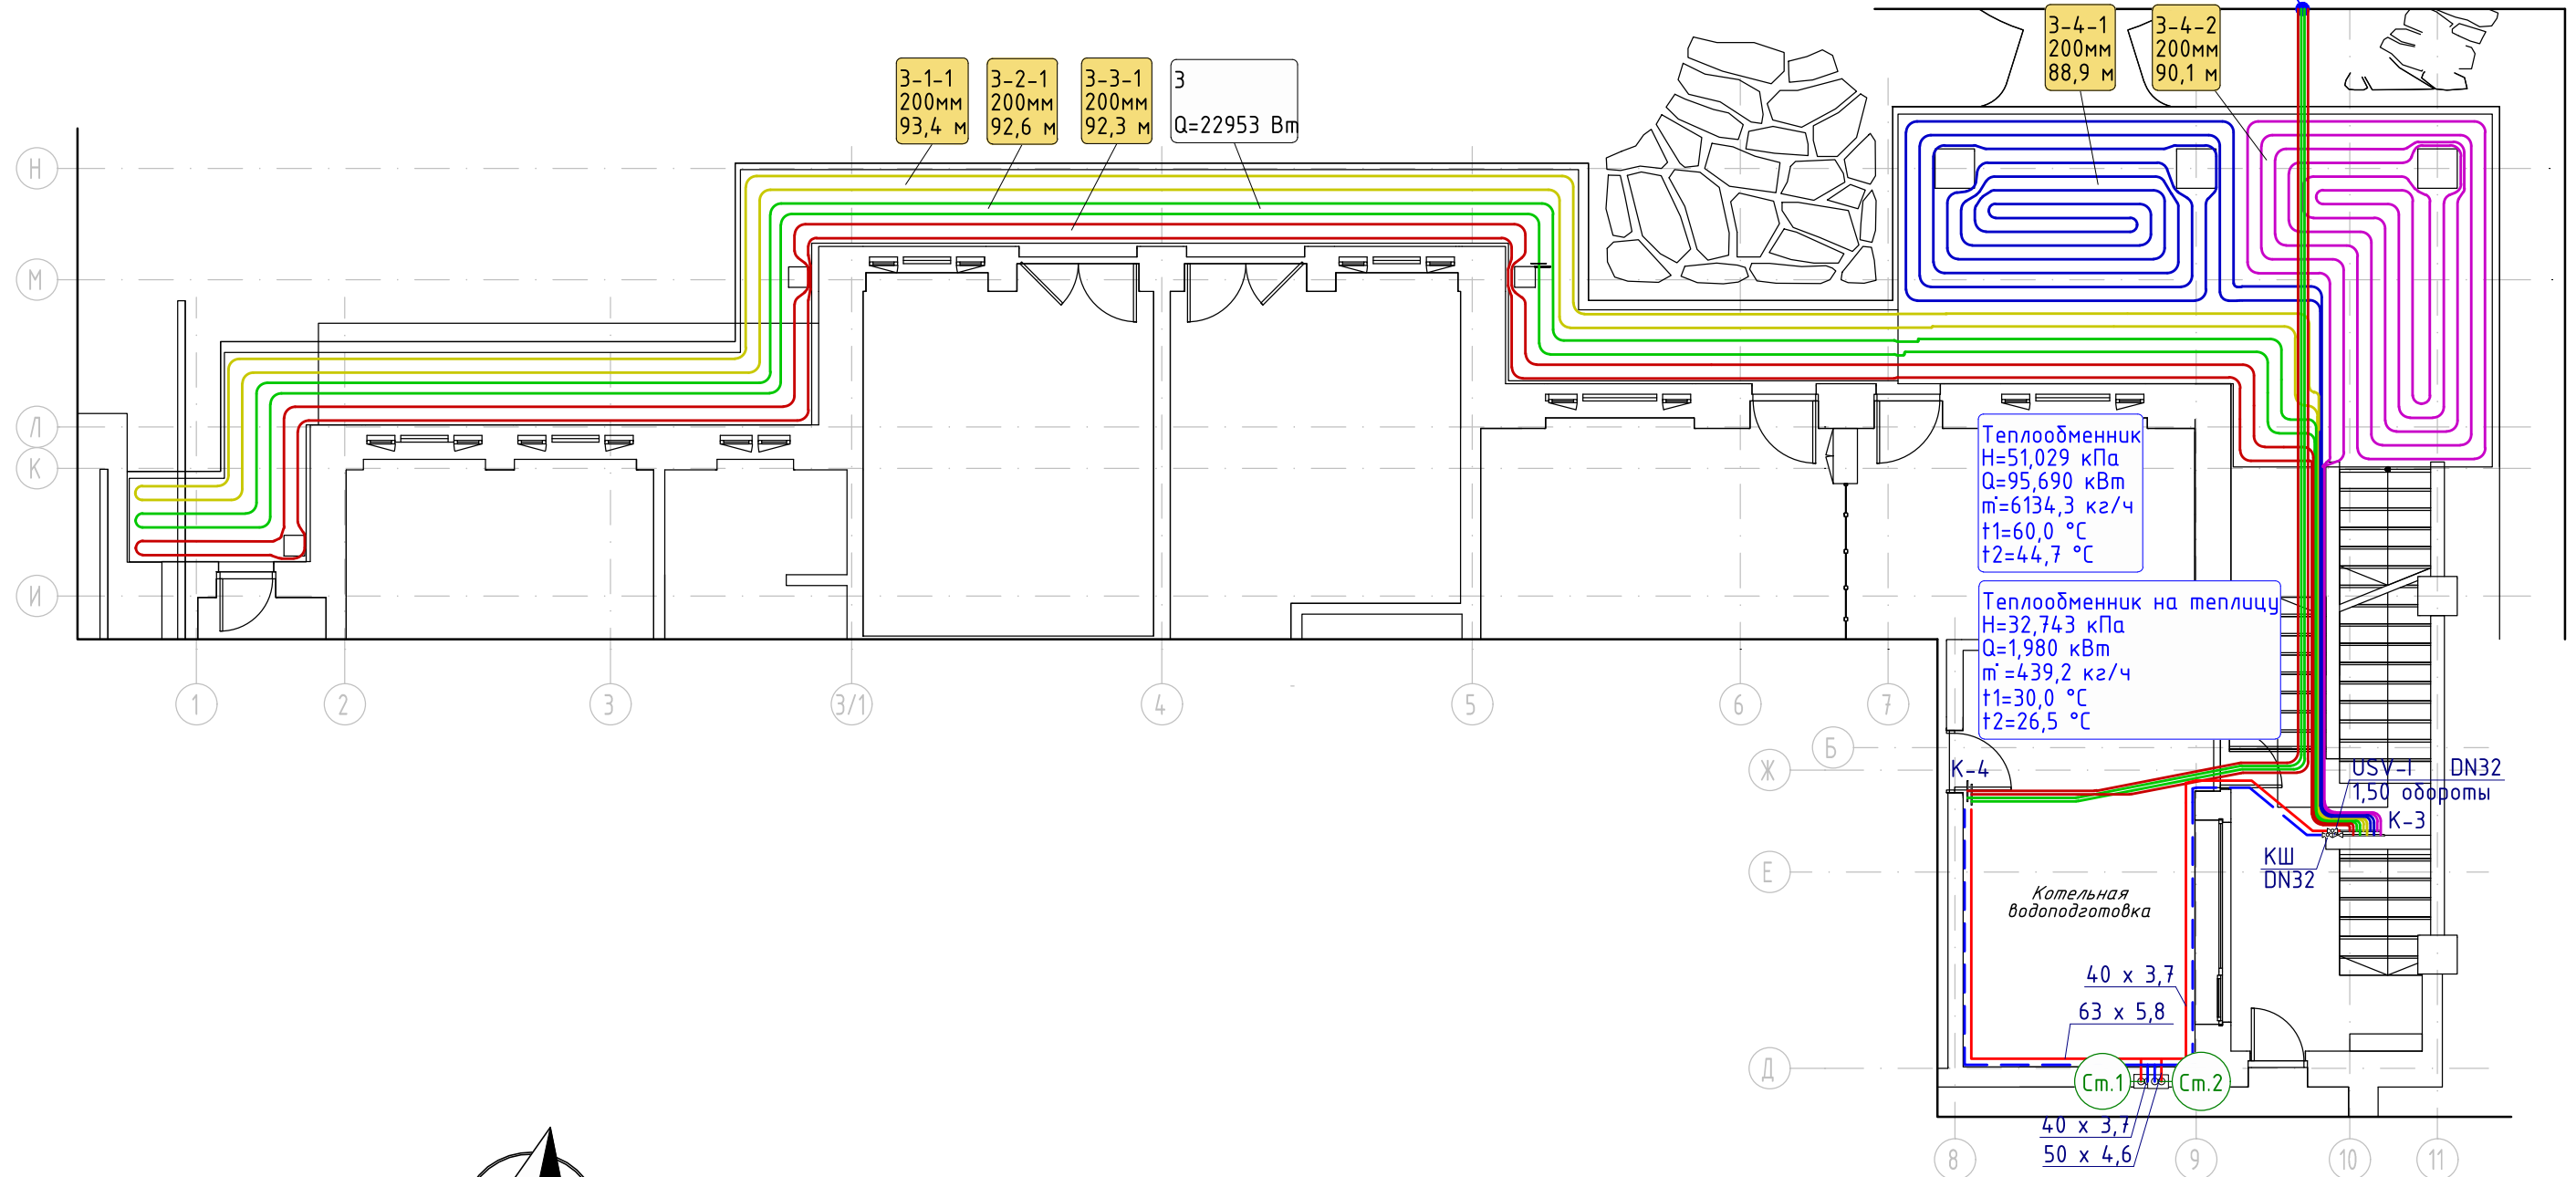 3-1-1
200мм
93,4 м
3-2-1
200мм
92,6 м
3-3-1
200мм
92,3 м
3
Q=22953 Вт
3-4-1
200мм
88,9 м
3-4-2
200мм
90,1 м
Н
М
Л
К
И
Теплообменник
H=51,029 кПа
Q=95,690 кВт
m=6134,3 кг/ч
t1=60,0 °C
t2=44,7 °C
Теплообменник на теплицу
H=32,743 кПа
Q=1,980 кВт
m=439,2 кг/ч
t1=30,0 °C
t2=26,5 °C
1
2
3
3/1
4
5
6
7
Б
Ж
К-4
USV-I DN32
1,50 обороты
К-3
КШ
DN32
Е
Котельная
водоподготовка
40 x 3,7
63 x 5,8
Д
Ст.1
Ст.2
40 x 3,7
50 x 4,6
8
9
10
11